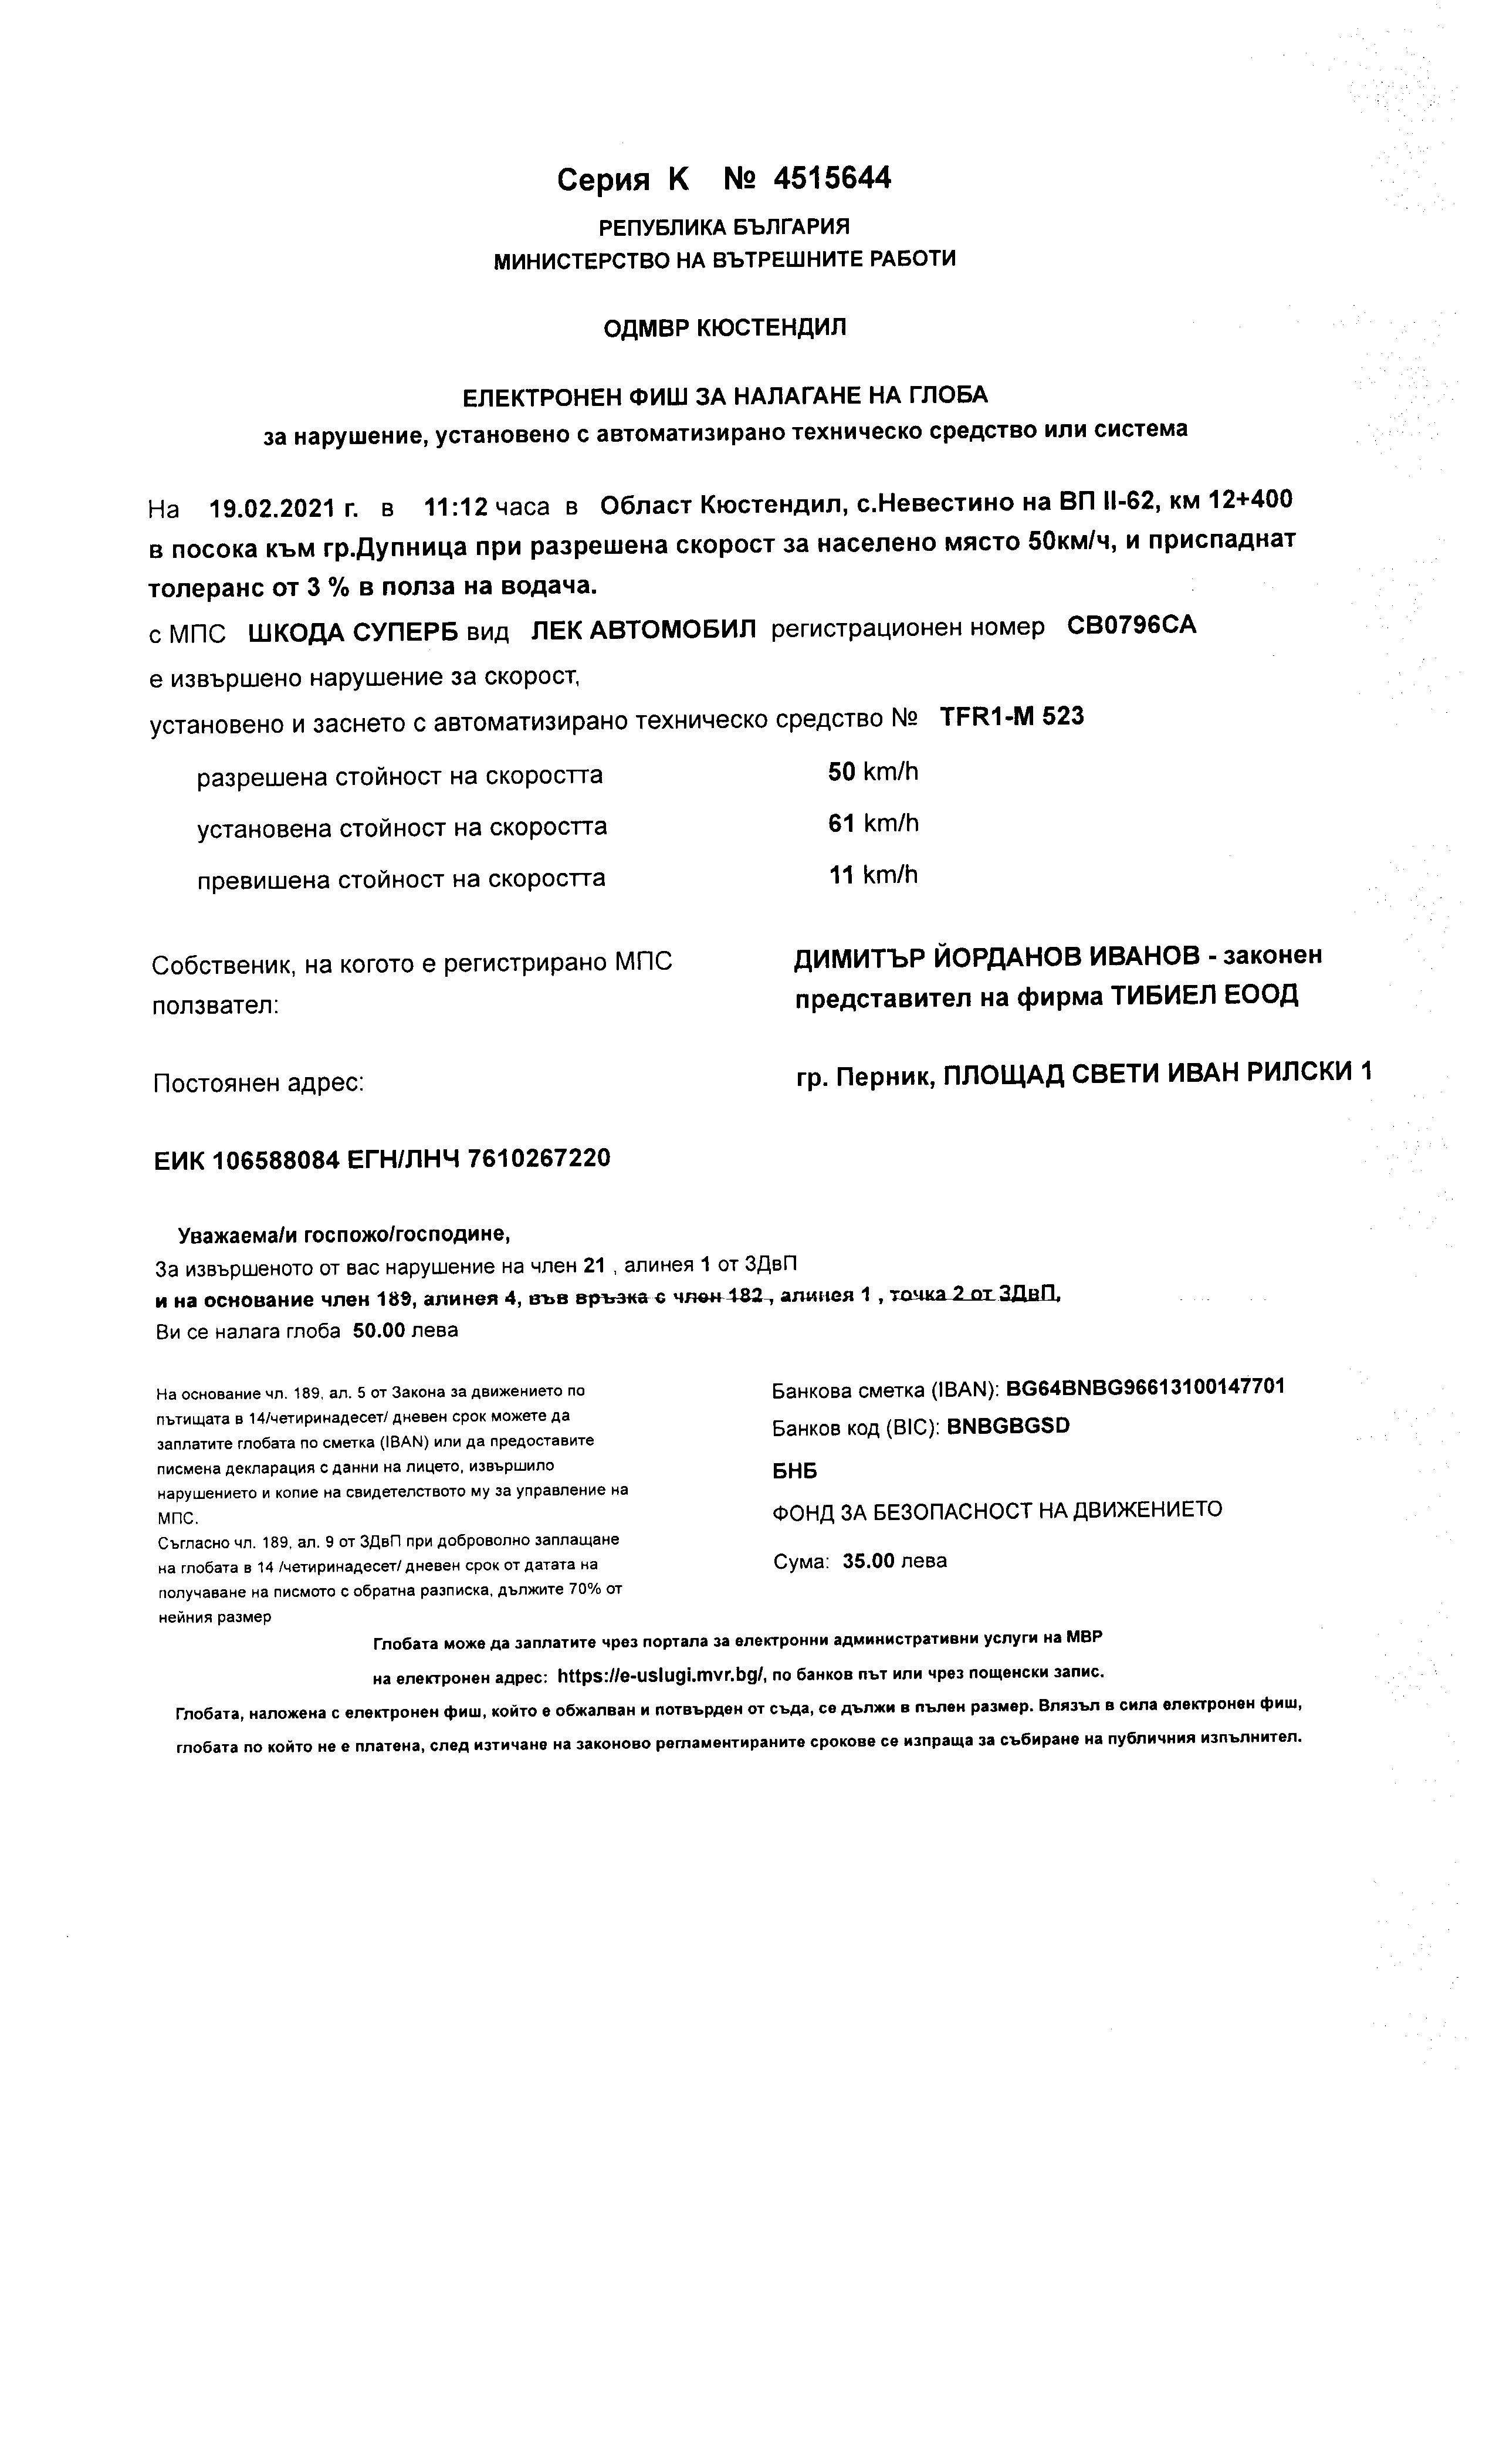 Серия К № 4515644
РЕПУБЛИКА БЪЛГАРИЯ
МИНИСТЕРСТВО НА ВЪТРЕШНИТЕ РАБОТИ
ОДМВР КЮСТЕНДИЛ
ЕЛЕКТРОНЕН ФИШ ЗА НАЛАГАНЕ НА ГЛОБА
за нарушение, установено с автоматизирано техническо средство или система
На 19.02.2021 г. в 11:12 часа в Област Кюстендил, с.Невестино на ВП II-62, км 12+400
в посока към гр.Дупница при разрешена скорост за населено място 50км/ч, и приспаднат
толеранс от 3 % в полза на водача.
с МПС ШКОДА СУПЕРБ вид ЛЕК АВТОМОБИЛ регистрационен номер СВ0796СА
е извършено нарушение за скорост,
установено и заснето с автоматизирано техническо средство № TFR1-M 523
разрешена стойност на скоростта 50 km/h
установена стойност на скоростта 61 km/h
превишена стойност на скоростта 11 km/h
Собственик, на когото е регистрирано МПС ДИМИТЪР ЙОРДАНОВ ИВАНОВ - законен
ползвател: представител на фирма ТИБИЕЛ ЕООД
Постоянен адрес: гр. Перник, ПЛОЩАД СВЕТИ ИВАН РИЛСКИ 1
ЕИК 106588084 ЕГН/ЛНЧ 7610267220
Уважаема/и госпожо/господине,
За извършеното от вас нарушение на член 21 , алинея 1 от ЗДвП
и на основание член 189, алинея 4, във връзка с член 182 , алинея 1 , точка 2 от ЗДвП,
Ви се налага глоба 50.00 лева
На основание чл. 189, ал. 5 от Закона за движението по
пътищата в 14/четиринадесет/ дневен срок можете да
заплатите глобата по сметка (IBAN) или да предоставите
писмена декларация с данни на лицето, извършило
нарушението и копие на свидетелството му за управление на
МПС.
Съгласно чл. 189, ал. 9 от ЗДвП при доброволно заплащане
на глобата в 14 /четиринадесет/ дневен срок от датата на
получаване на писмото с обратна разписка, дължите 70% от
нейния размер
Банкова сметка (IBAN): BG64BNBG96613100147701
Банков код (BIC): BNBGBGSD
БНБ
ФОНД ЗА БЕЗОПАСНОСТ НА ДВИЖЕНИЕТО
Сума: 35.00 лева
Глобата може да заплатите чрез портала за електронни административни услуги на МВР
на електронен адрес: https://e-uslugi.mvr.bg/, по банков път или чрез пощенски запис.
Глобата, наложена с електронен фиш, който е обжалван и потвърден от съда, се дължи в пълен размер. Влязъл в сила електронен фиш,
глобата по който не е платена, след изтичане на законово регламентираните срокове се изпраща за събиране на публичния изпълнител.